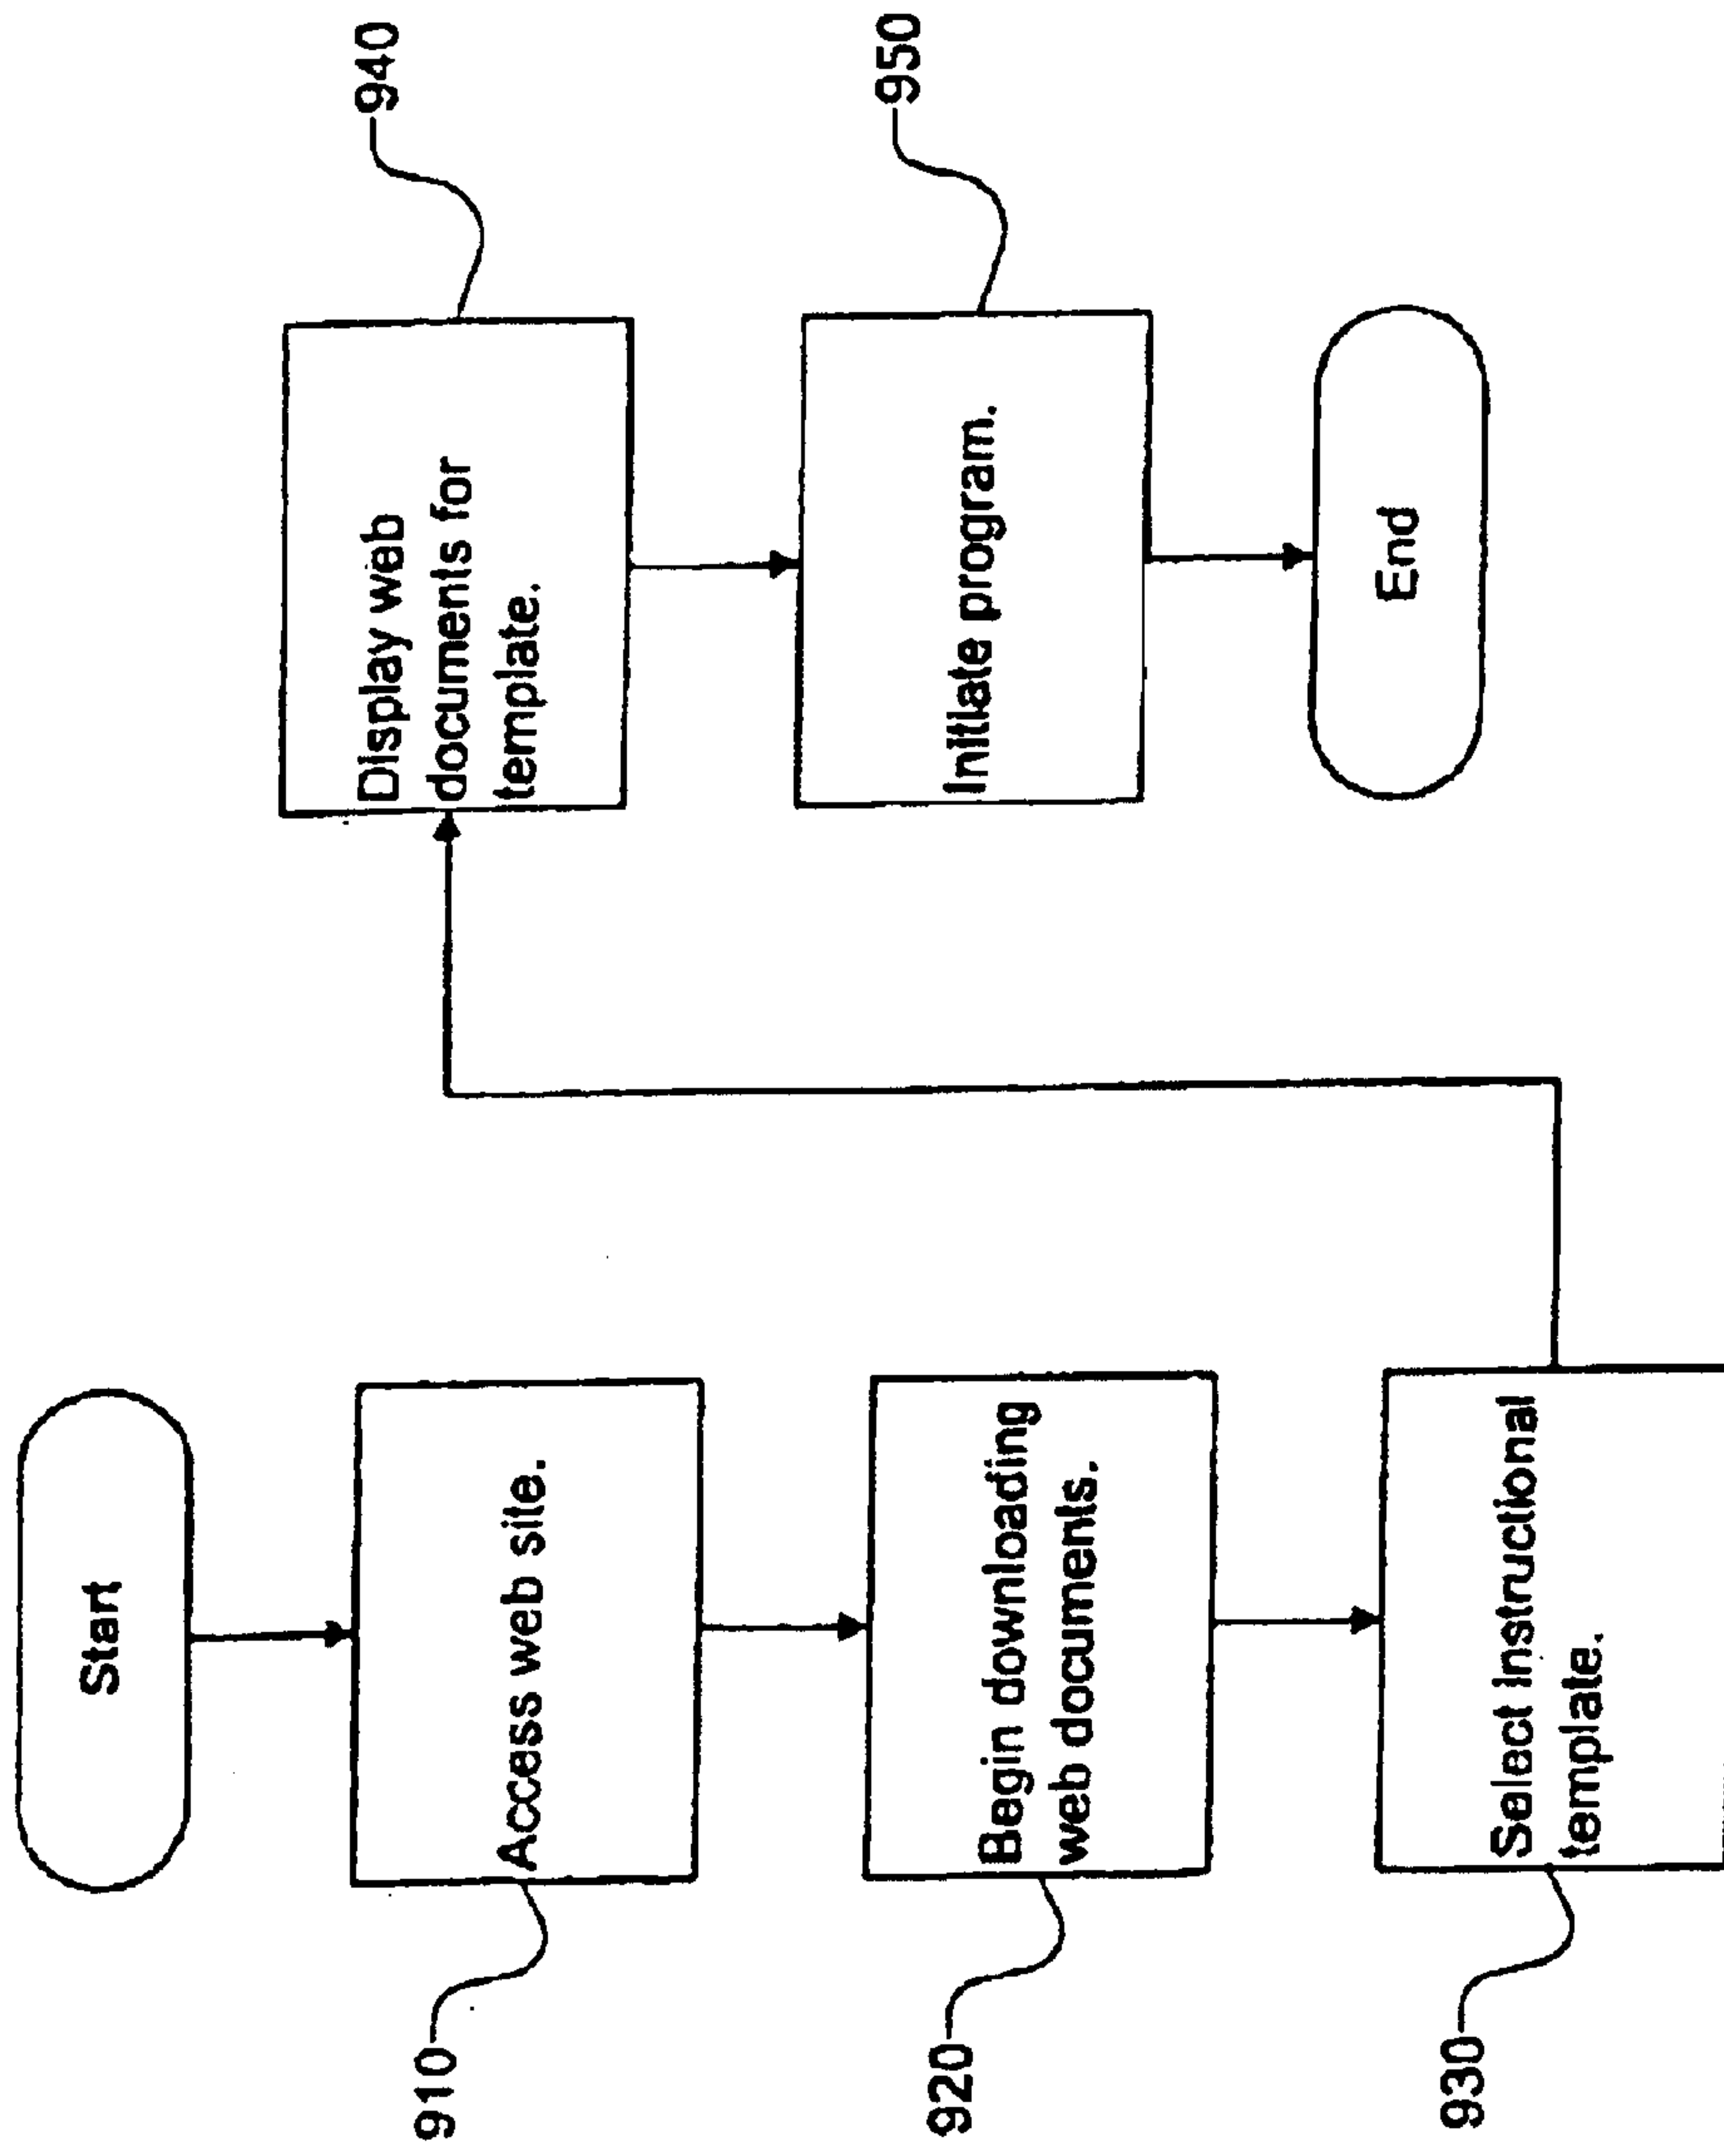 Start
910
Access web site.
920
Begin downloading
web documents.
930
Select Instructional
template.
940
Display web
documents for
template.
950
Initiate program.
End